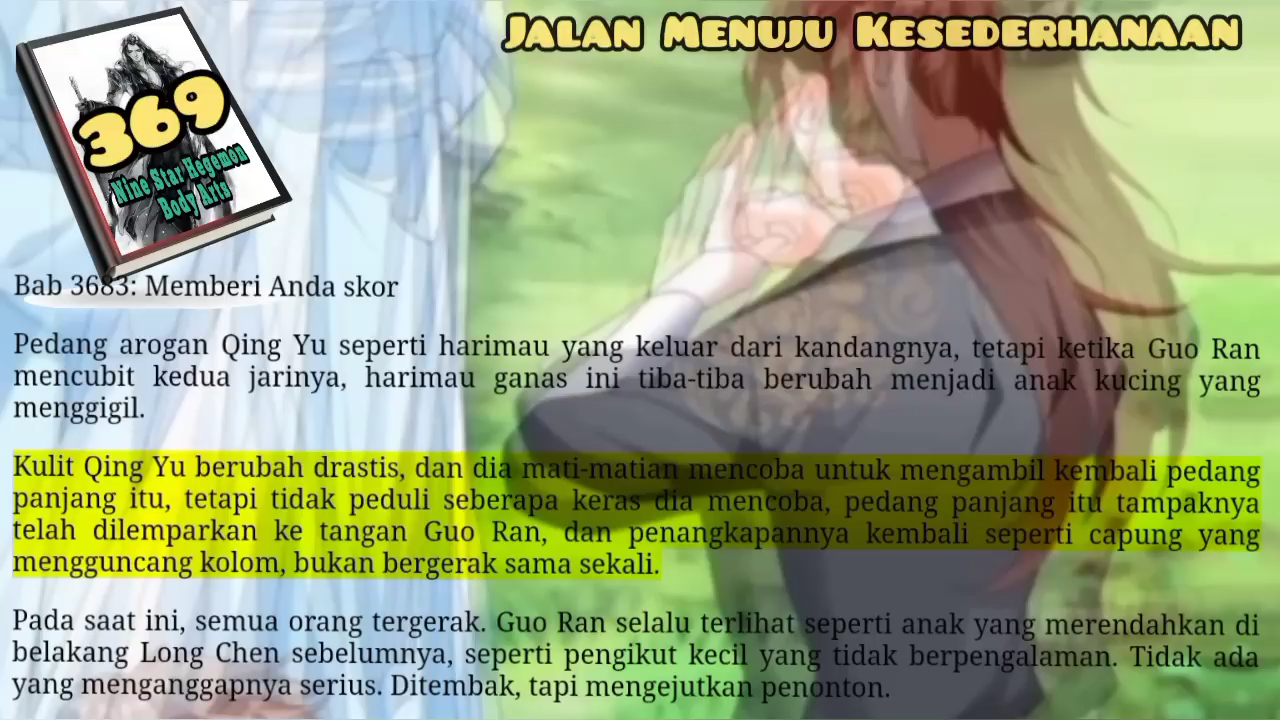 JALAN MENUJU KESEDERHANAAN
369
Nine Star Hegemon
Body Arts
Bab 3683: Memberi Anda skor
Pedang arogan Qing Yu seperti harimau yang keluar dari kandangnya, tetapi ketika Guo Ran
mencubit kedua jarinya, harimau ganas ini tiba-tiba berubah menjadi anak kucing yang
menggigil.
Kulit Qing Yu berubah drastis, dan dia mati-matian mencoba untuk mengambil kembali pedang
panjang itu, tetapi tidak peduli seberapa keras dia mencoba, pedang panjang itu tampaknya
telah dilemparkan ke tangan Guo Ran, dan penangkapannya kembali seperti capung yang
mengguncang kolom, bukan bergerak sama sekali.
Pada saat ini, semua orang tergerak. Guo Ran selalu terlihat seperti anak yang merendahkan di
belakang Long Chen sebelumnya, seperti pengikut kecil yang tidak berpengalaman. Tidak ada
yang menganggapnya serius. Ditembak, tapi mengejutkan penonton.